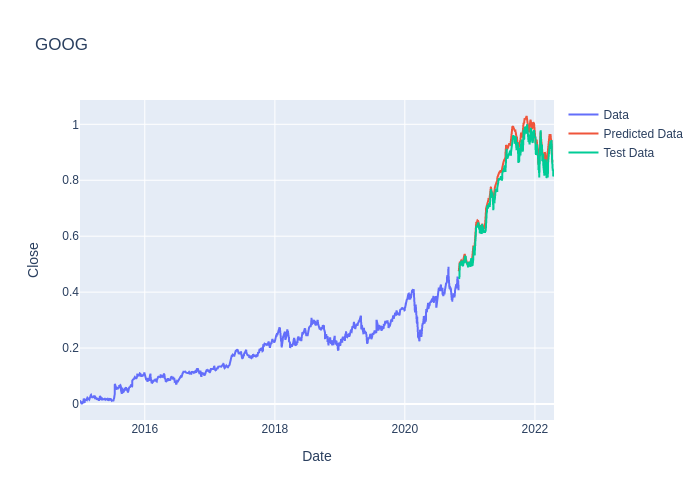 GOOG
Data
Predicted Data
Test Data
Close
1
0.8
0.6
0.4
0.2
0
2016 2018 2020 2022
Date